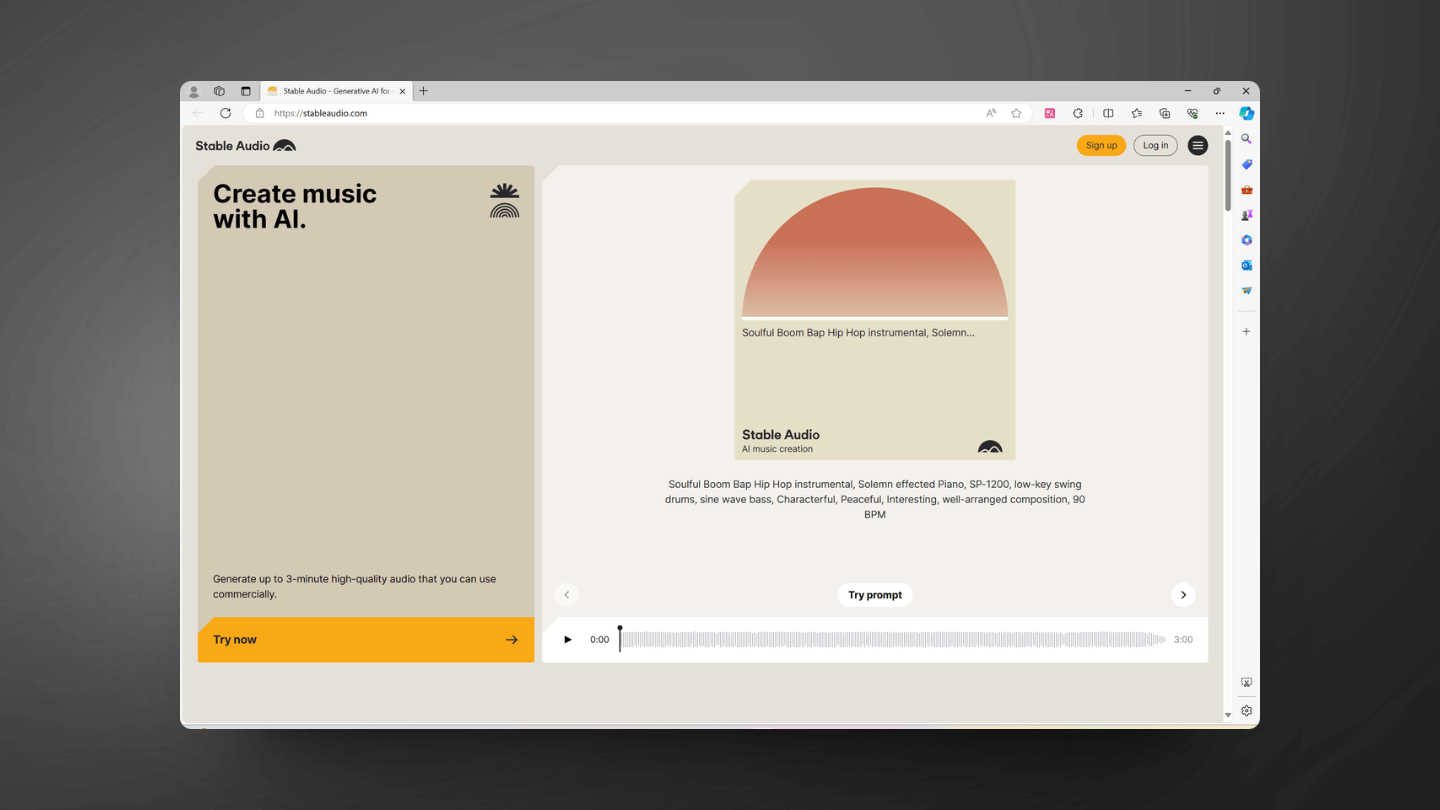 Stable Audio - Generative AI for
https://stableaudio.com
Stable Audio
Sign up
Log in
Create music
with AI.
Generate up to 3-minute high-quality audio that you can use
commercially.
Try now
Soulful Boom Bap Hip Hop instrumental, Solemn...
Stable Audio
AI music creation
Soulful Boom Bap Hip Hop instrumental, Solemn effected Piano, SP-1200, low-key swing
drums, sine wave bass, Characterful, Peaceful, Interesting, well-arranged composition, 90
BPM
Try prompt
0:00
3:00